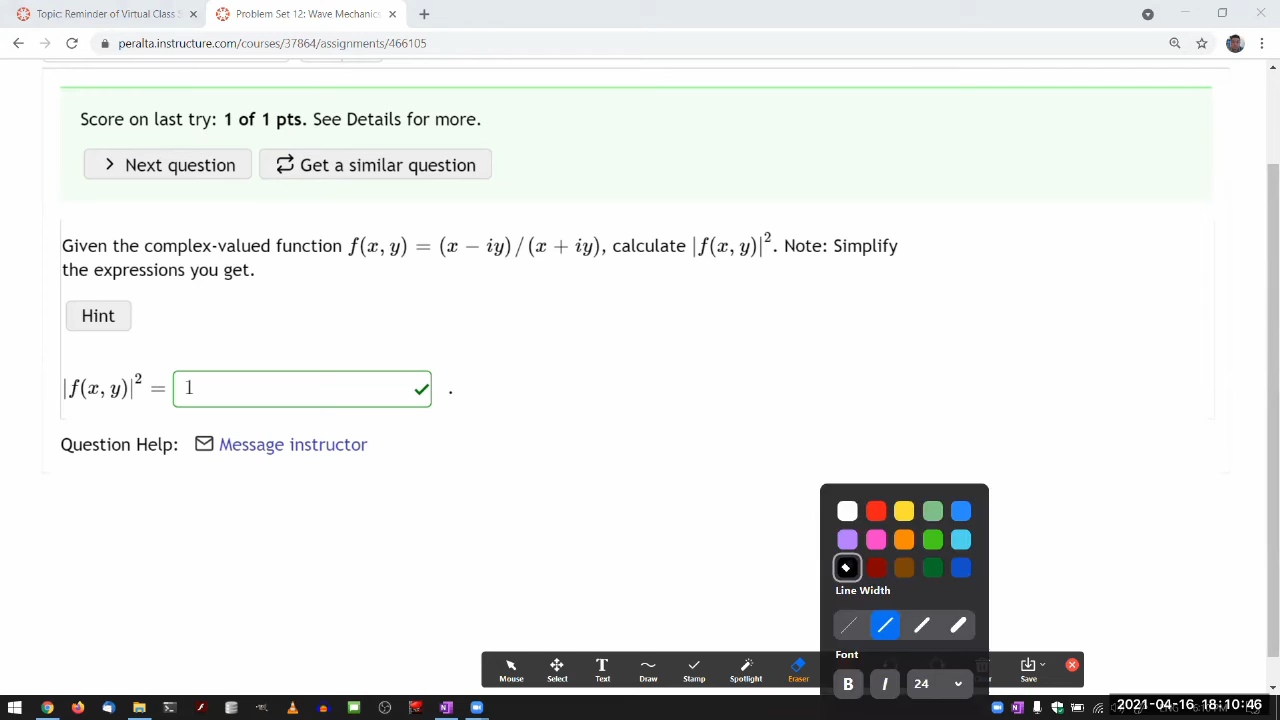 Topic: Reminder of Virtual Class
Problem Set 12: Wave Mechanics
peralta.instructure.com/courses/37864/assignments/466105
Score on last try: 1 of 1 pts. See Details for more.
Next question
Get a similar question
Given the complex-valued function f(x, y) = (x − iy)/(x + iy), calculate |f(x, y)|². Note: Simplify
the expressions you get.
Hint
|f(x, y)|² = 1 .
Question Help: Message instructor
Line Width
Font
B I 24
Mouse Select Text Draw Stamp Spotlight Eraser Save
2021-04-16 18:10:46